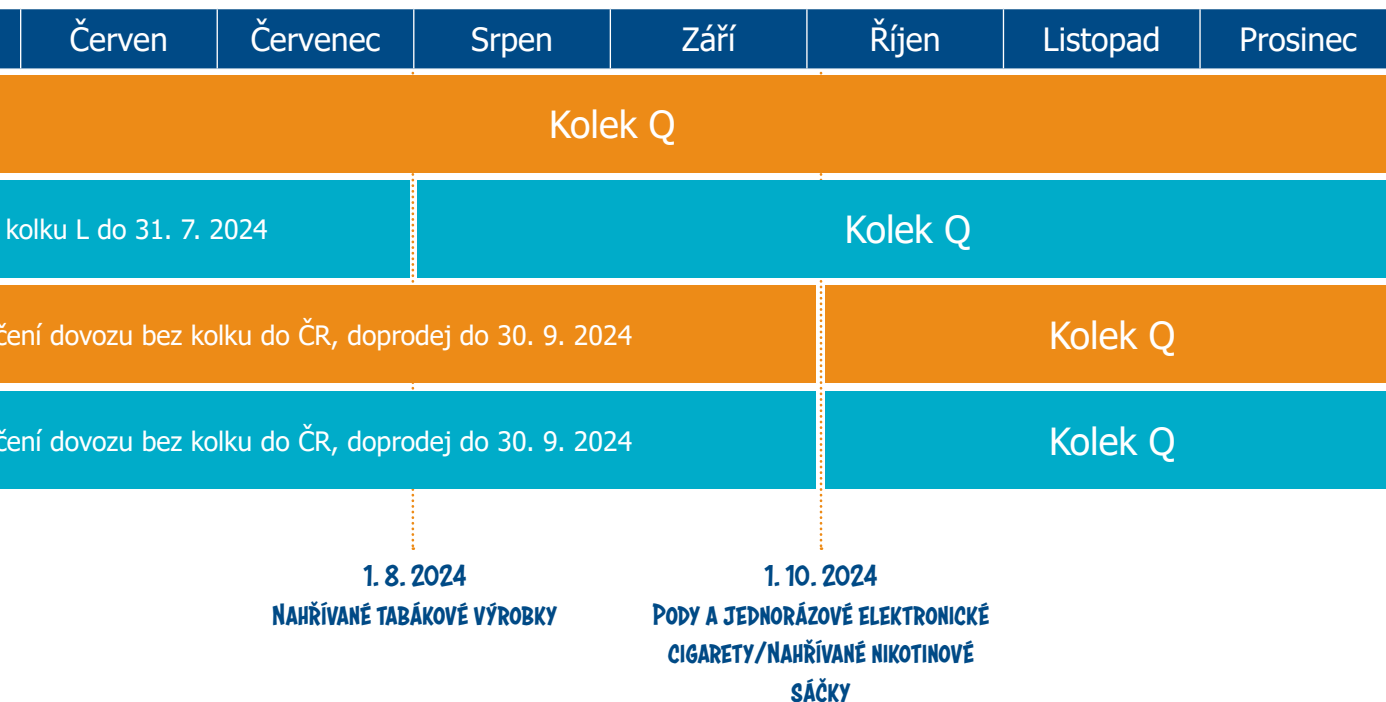 Červen Červenec Srpen Září Říjen Listopad Prosinec
Kolek Q
kolku L do 31. 7. 2024 Kolek Q
čení dovozu bez kolku do ČR, doprodej do 30. 9. 2024 Kolek Q
čení dovozu bez kolku do ČR, doprodej do 30. 9. 2024 Kolek Q
1. 8. 2024
NAHŘÍVANÉ TABÁKOVÉ VÝROBKY
1. 10. 2024
PODY A JEDNORÁZOVÉ ELEKTRONICKÉ
CIGARETY/NAHŘÍVANÉ NIKOTINOVÉ
SÁČKY